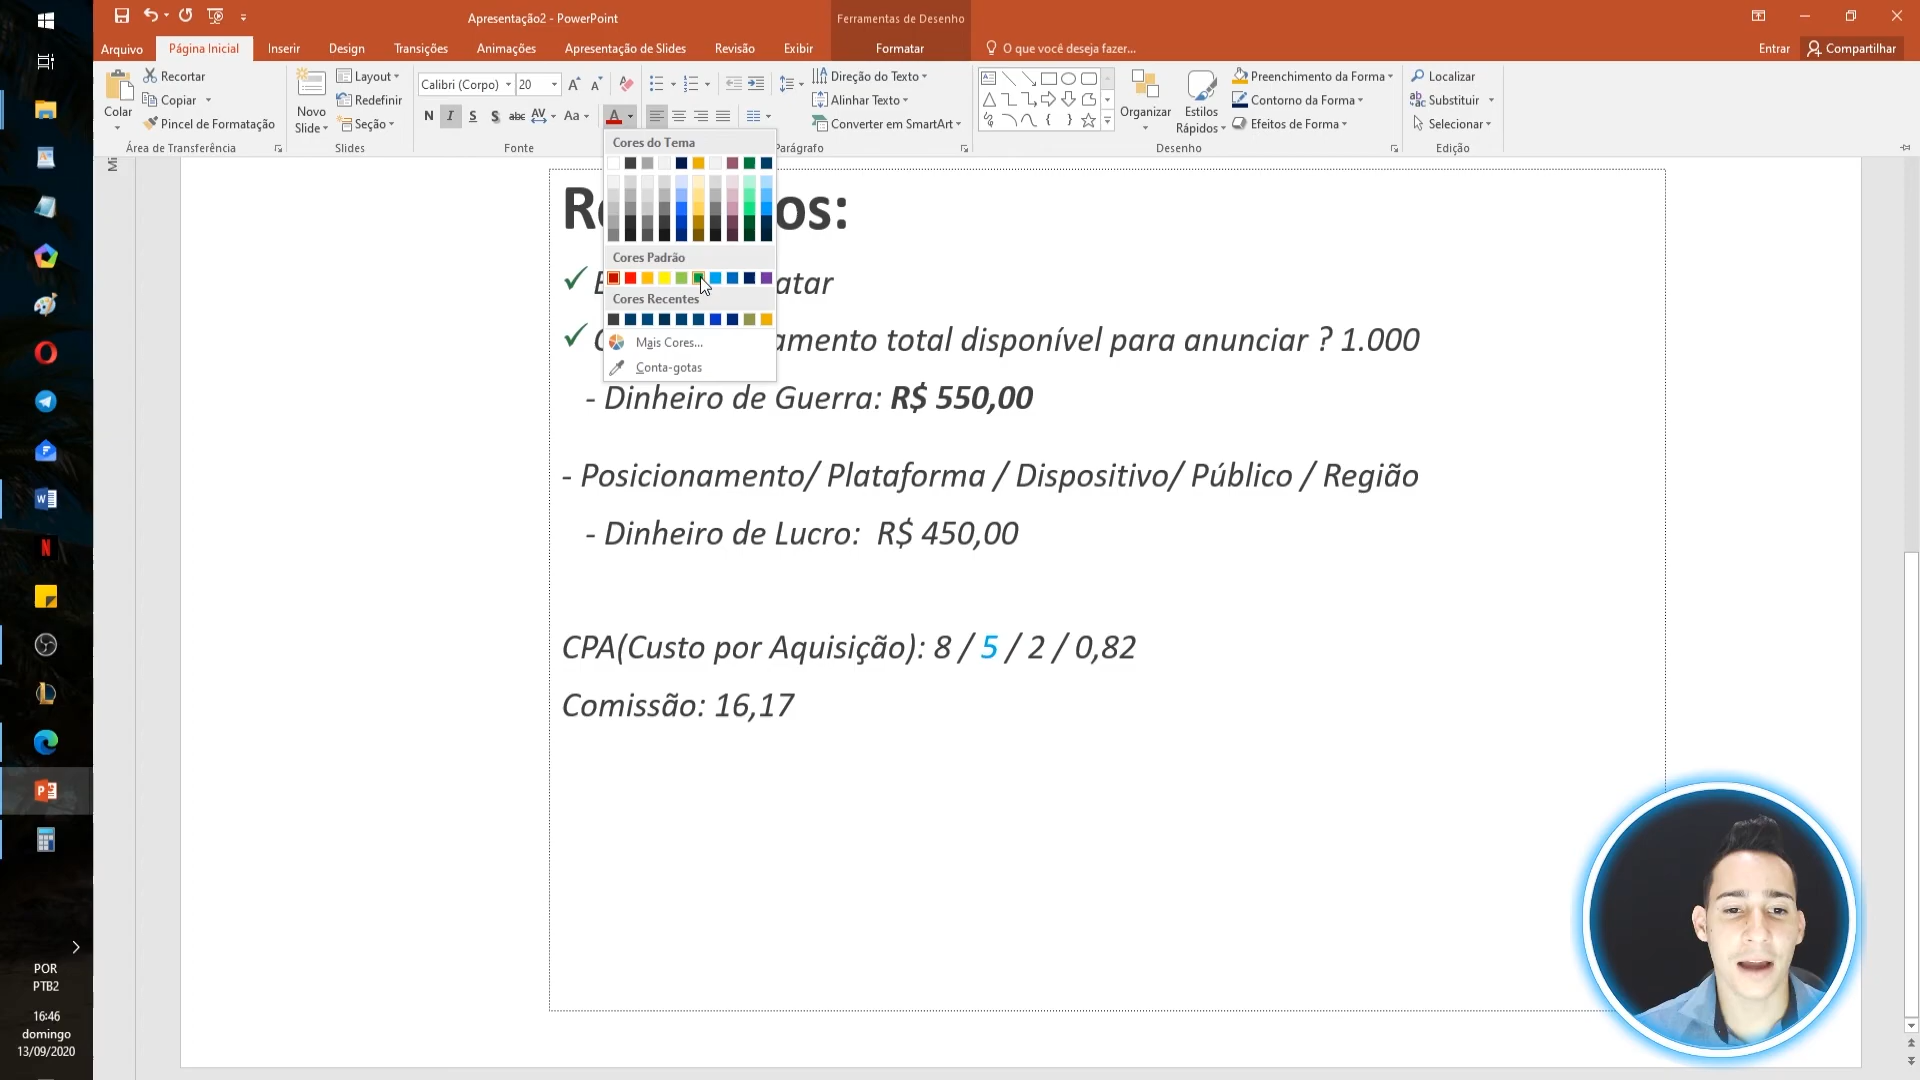 Apresentação2 - PowerPoint
Ferramentas de Desenho
Arquivo
Página Inicial
Inserir
Design
Transições
Animações
Apresentação de Slides
Revisão
Exibir
Formatar
O que você deseja fazer...
Entrar
Compartilhar
Colar
Recortar
Copiar
Pincel de Formatação
Área de Transferência
Novo
Slide
Layout
Redefinir
Seção
Slides
Calibri (Corpo)
20
N I S S abc AV Aa A
Fonte
Direção do Texto
Alinhar Texto
Converter em SmartArt
Parágrafo
Organizar
Estilos
Rápidos
Preenchimento da Forma
Contorno da Forma
Efeitos de Forma
Desenho
Localizar
Substituir
Selecionar
Edição
Cores do Tema
Cores Padrão
Cores Recentes
Mais Cores...
Conta-gotas
os:
atar
amento total disponível para anunciar ? 1.000
- Dinheiro de Guerra: R$ 550,00
- Posicionamento/ Plataforma / Dispositivo/ Público / Região
- Dinheiro de Lucro: R$ 450,00
CPA(Custo por Aquisição): 8 / 5 / 2 / 0,82
Comissão: 16,17
POR
PTB2
16:46
domingo
13/09/2020